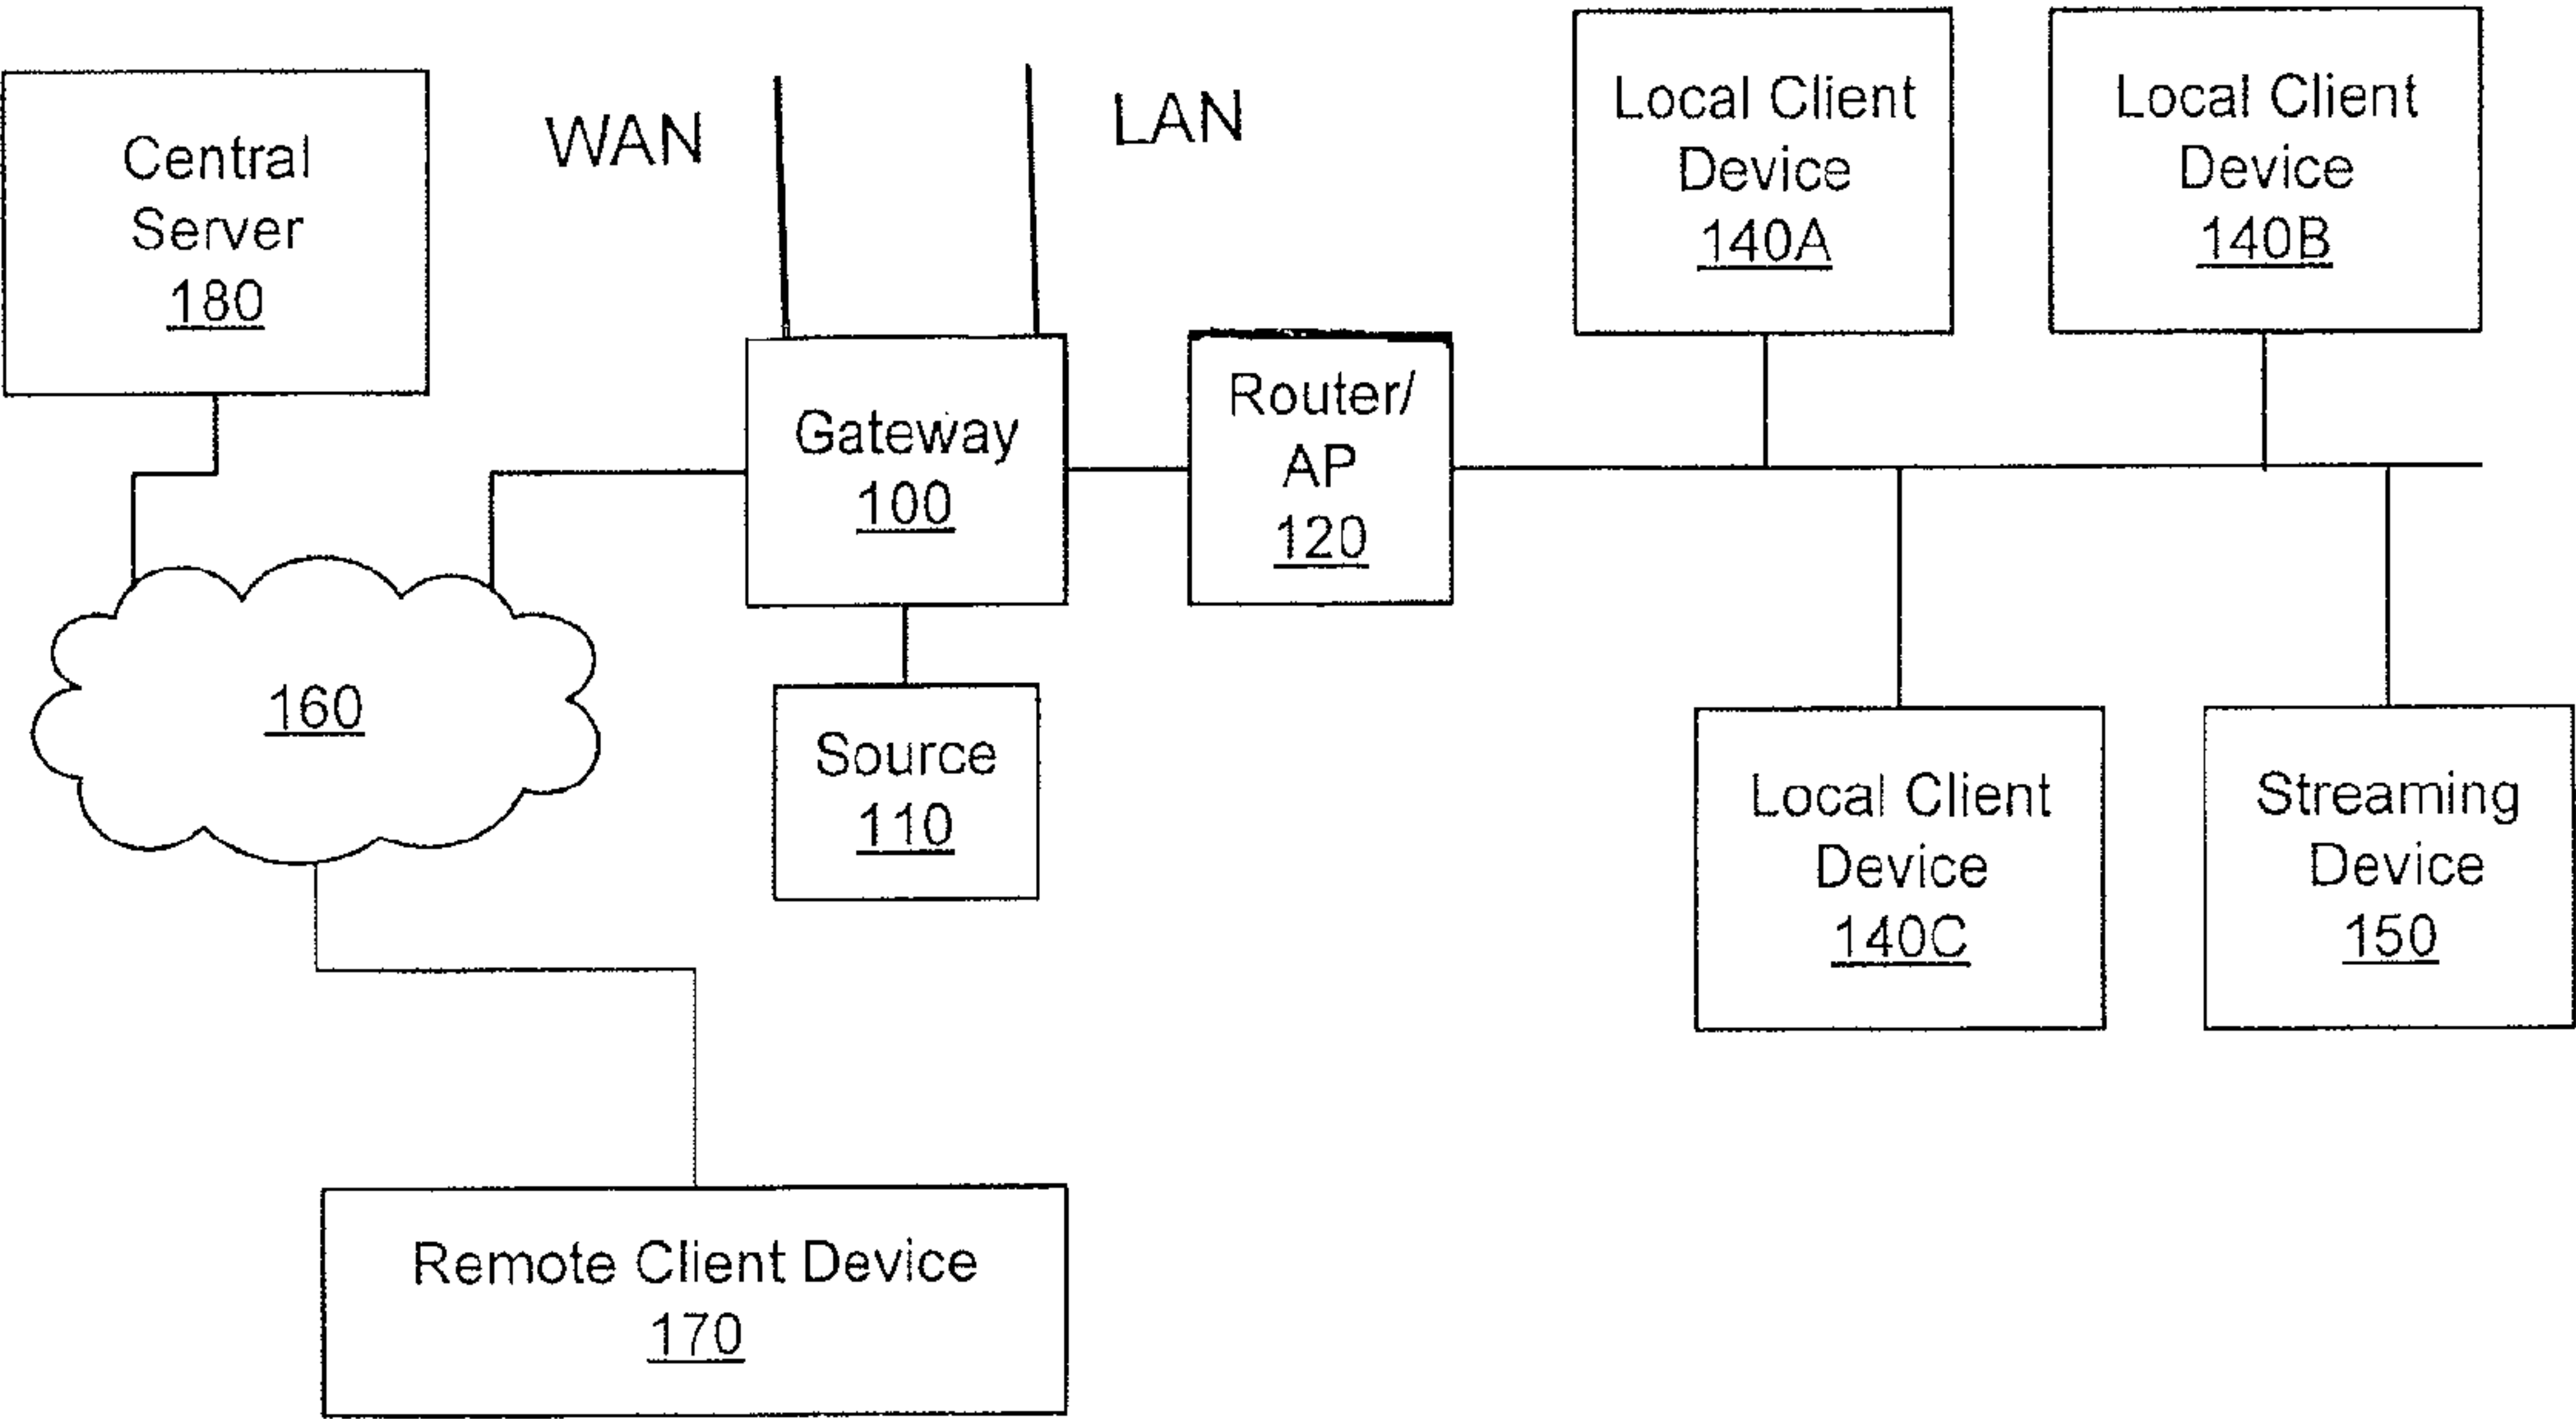 Central
Server
180
WAN
LAN
Local Client
Device
140A
Local Client
Device
140B
Gateway
100
Router/
AP
120
160
Source
110
Local Client
Device
140C
Streaming
Device
150
Remote Client Device
170